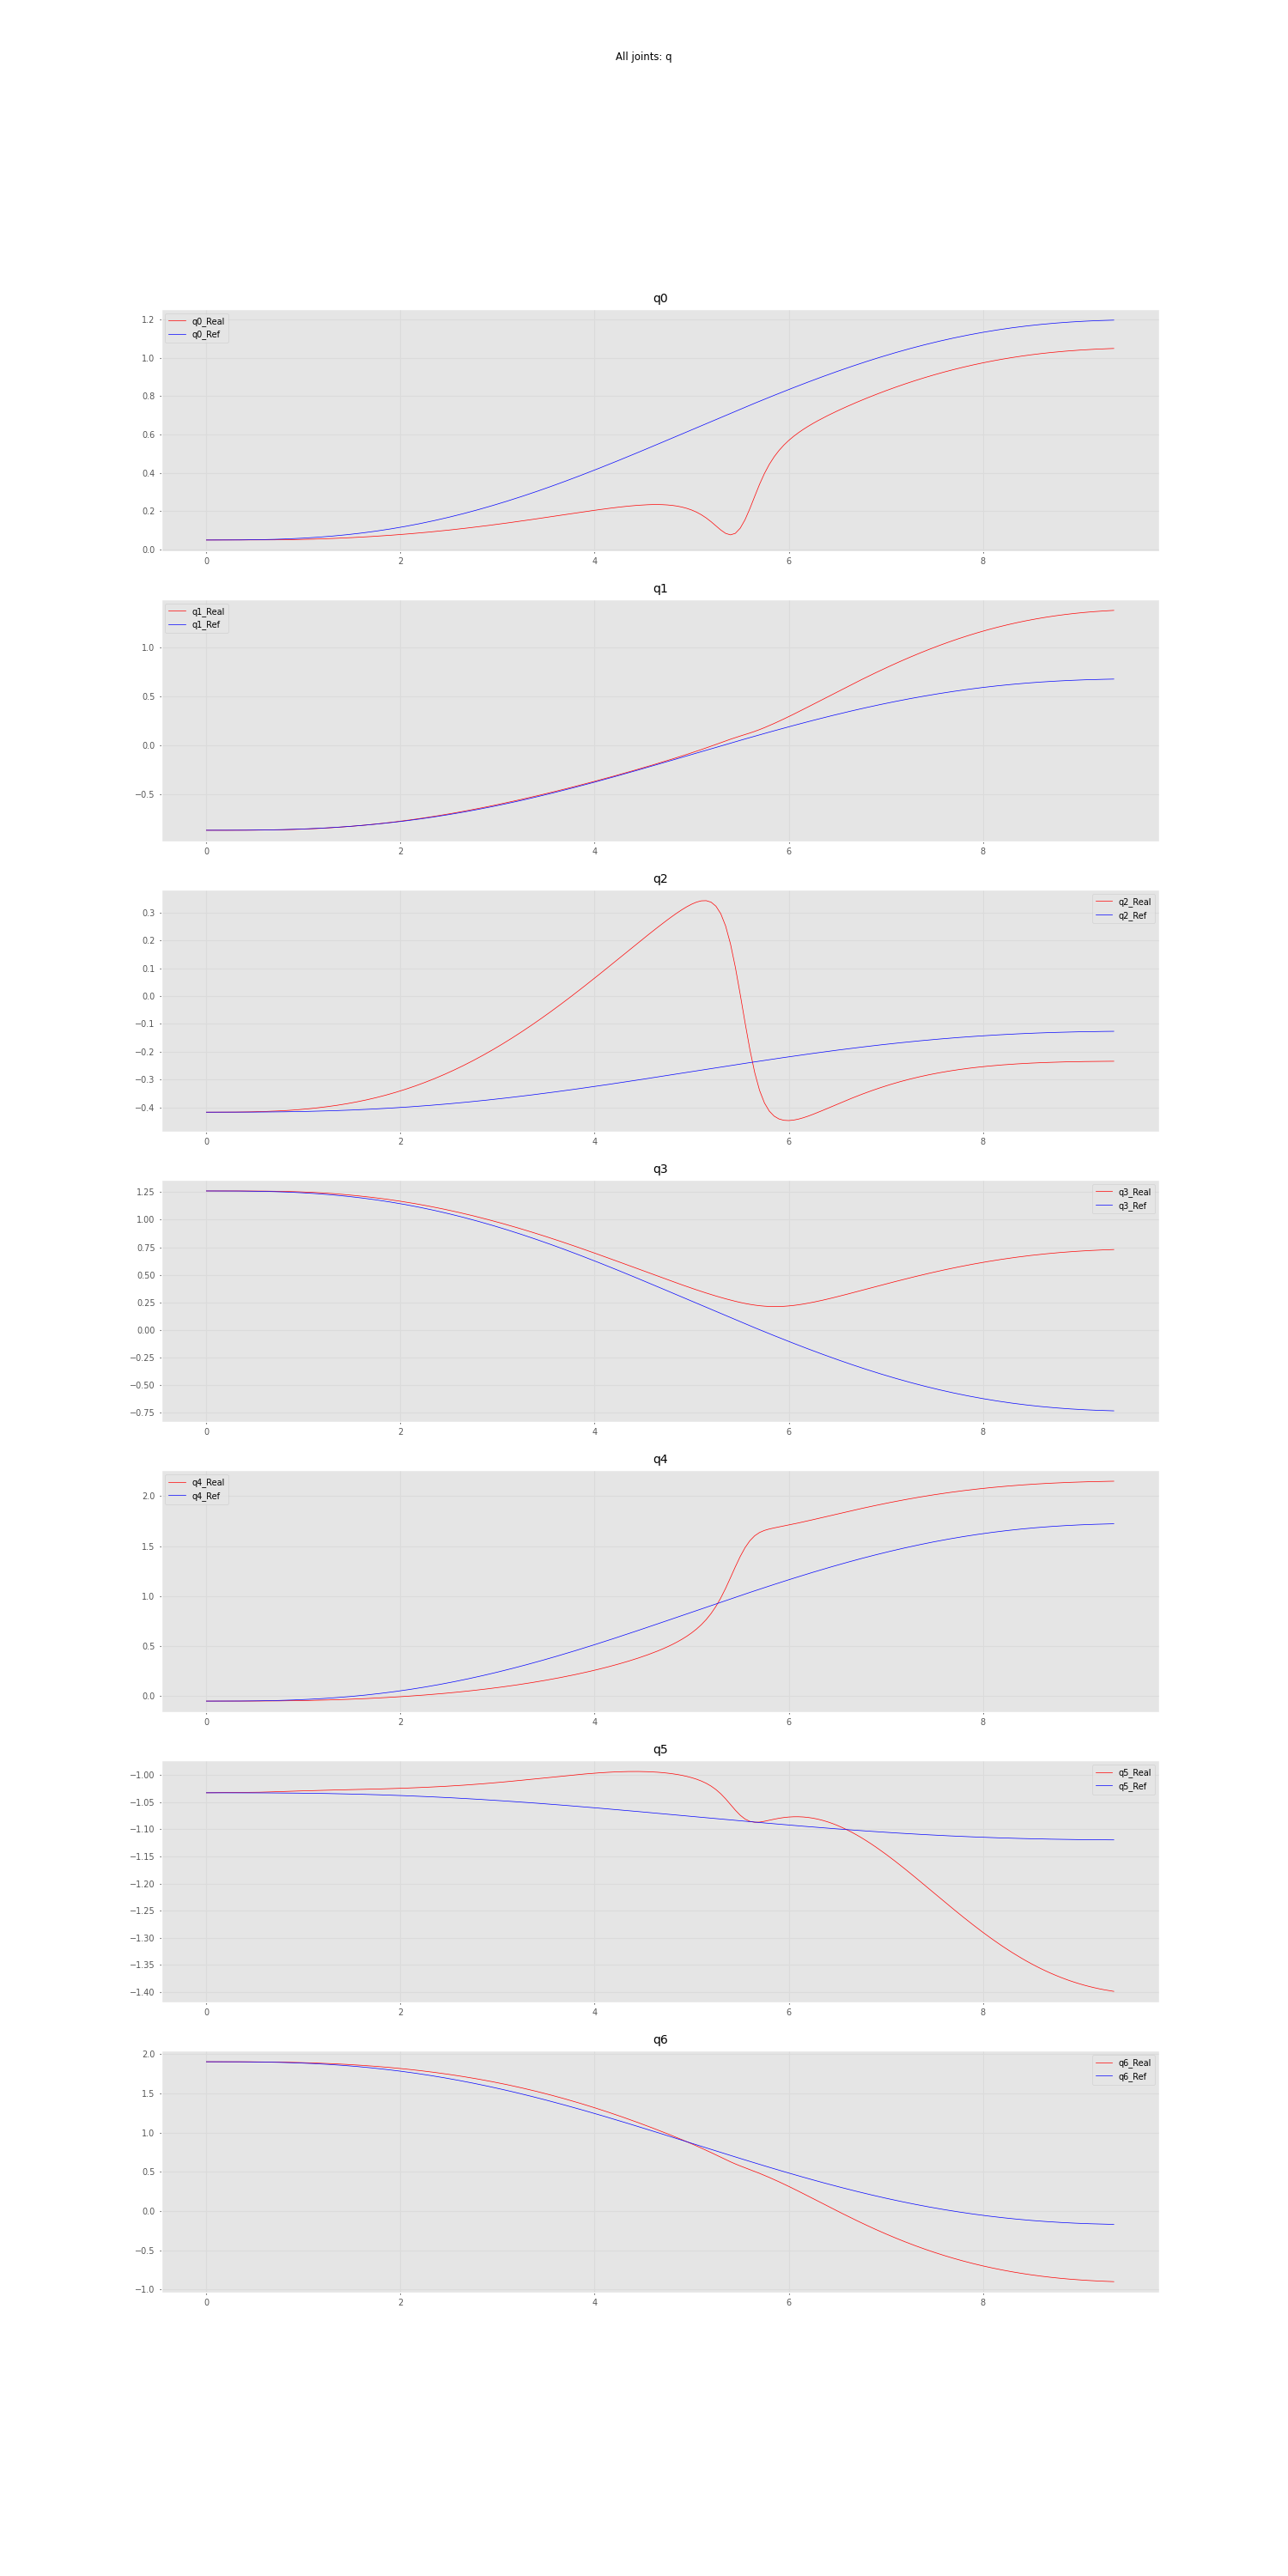 All joints: q
q0
q0_Real
q0_Ref
1.2
1.0
0.8
0.6
0.4
0.2
0.0
0 2 4 6 8
q1
q1_Real
q1_Ref
1.0
0.5
0.0
−0.5
0 2 4 6 8
q2
q2_Real
q2_Ref
0.3
0.2
0.1
0.0
−0.1
−0.2
−0.3
−0.4
0 2 4 6 8
q3
q3_Real
q3_Ref
1.25
1.00
0.75
0.50
0.25
0.00
−0.25
−0.50
−0.75
0 2 4 6 8
q4
q4_Real
q4_Ref
2.0
1.5
1.0
0.5
0.0
0 2 4 6 8
q5
q5_Real
q5_Ref
−1.00
−1.05
−1.10
−1.15
−1.20
−1.25
−1.30
−1.35
−1.40
0 2 4 6 8
q6
q6_Real
q6_Ref
2.0
1.5
1.0
0.5
0.0
−0.5
−1.0
0 2 4 6 8